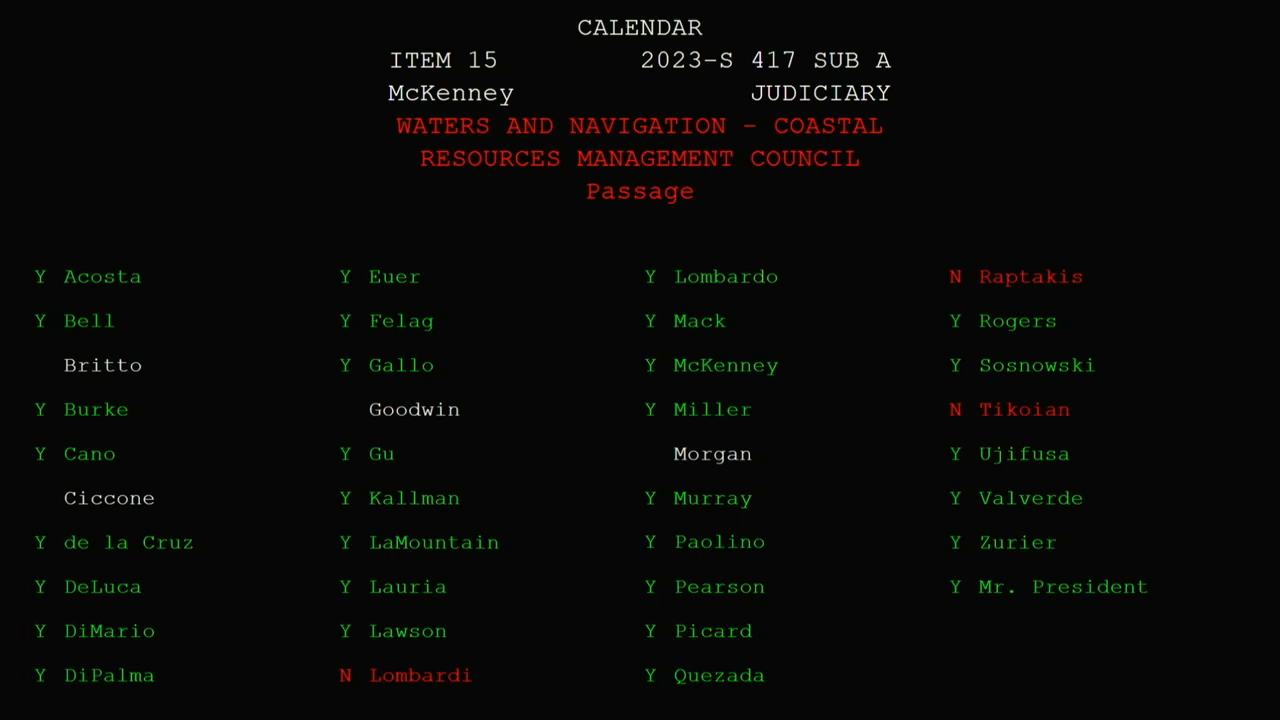 CALENDAR
ITEM 15 2023-S 417 SUB A
McKenney JUDICIARY
WATERS AND NAVIGATION - COASTAL
RESOURCES MANAGEMENT COUNCIL
Passage
Y Acosta Y Euer Y Lombardo N Raptakis
Y Bell Y Felag Y Mack Y Rogers
Britto Y Gallo Y McKenney Y Sosnowski
Y Burke Goodwin Y Miller N Tikoian
Y Cano Y Gu Morgan Y Ujifusa
Ciccone Y Kallman Y Murray Y Valverde
Y de la Cruz Y LaMountain Y Paolino Y Zurier
Y DeLuca Y Lauria Y Pearson Y Mr. President
Y DiMario Y Lawson Y Picard
Y DiPalma N Lombardi Y Quezada